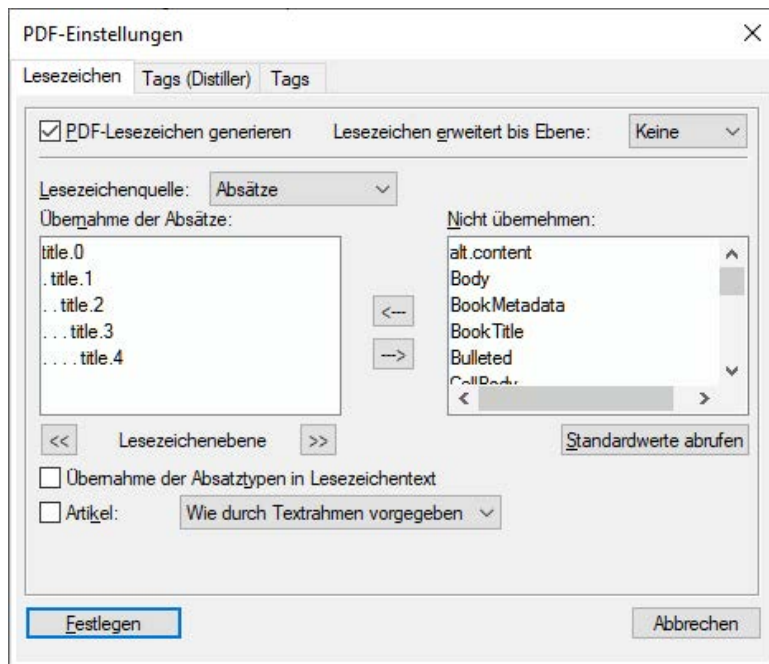 PDF-Einstellungen
Lesezeichen Tags (Distiller) Tags
PDF-Lesezeichen generieren Lesezeichen erweitert bis Ebene: Keine
Lesezeichenquelle: Absätze
Übernahme der Absätze: Nicht übernehmen:
title.0
. title.1
. . title.2
. . . title.3
. . . . title.4
<---
--->
alt.content
Body
BookMetadata
BookTitle
Bulleted
CellBody
<< Lesezeichenebene >> Standardwerte abrufen
Übernahme der Absatztypen in Lesezeichentext
Artikel: Wie durch Textrahmen vorgegeben
Festlegen Abbrechen